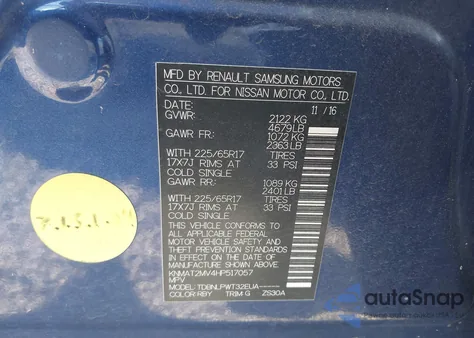 MFD BY RENAULT SAMSUNG MOTORS
CO., LTD. FOR NISSAN MOTOR CO., LTD.
DATE: 11 / 16
GVWR: 2122 KG
4679 LB
GAWR FR: 1072 KG
2363 LB
WITH 225/65R17 TIRES
17X7J RIMS AT 33 PSI
COLD SINGLE
GAWR RR: 1089 KG
2401 LB
WITH 225/65R17 TIRES
17X7J RIMS AT 33 PSI
COLD SINGLE
THIS VEHICLE CONFORMS TO ALL
APPLICABLE FEDERAL MOTOR
VEHICLE SAFETY AND THEFT
PREVENTION STANDARDS IN EFFECT
ON THE DATE OF MANUFACTURE
SHOWN ABOVE.
KNMAT2MV4HP517057
MPV
MODEL: TDBNLPWT32EUA------
COLOR: RBY TRIM: G ZS30A
autoSnap
Public Data Source